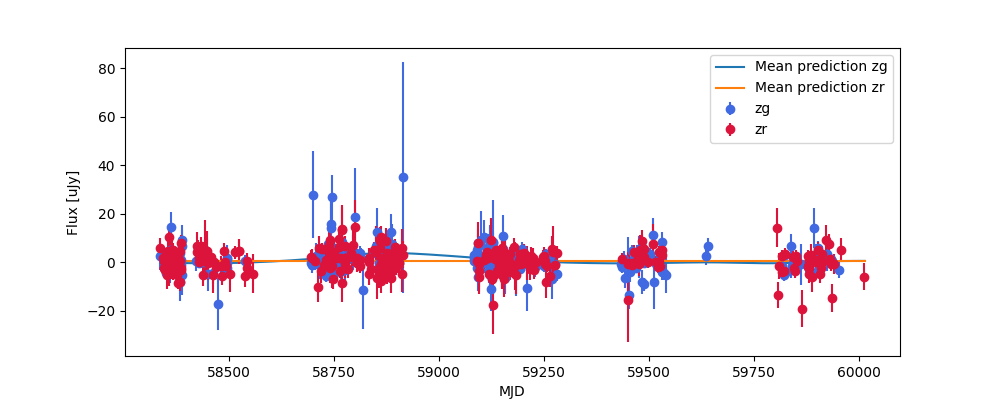 Mean prediction zg
Mean prediction zr
zg
zr
Flux [uJy]
80
60
40
20
0
−20
58500 58750 59000 59250 59500 59750 60000
MJD